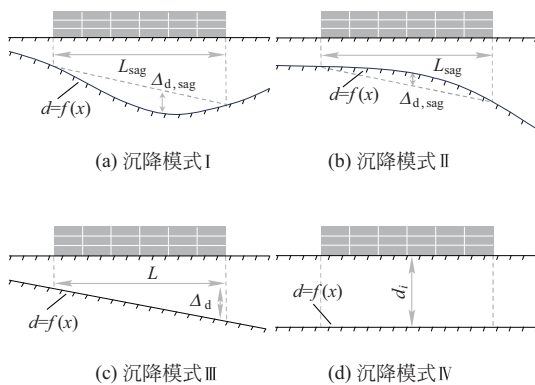 L_sag
Δ_d,sag
d=f(x)
(a) 沉降模式Ⅰ
L_sag
d=f(x)
Δ_d,sag
(b) 沉降模式Ⅱ
L
d=f(x)
Δ_d
(c) 沉降模式Ⅲ
d=f(x)
d_i
(d) 沉降模式Ⅳ